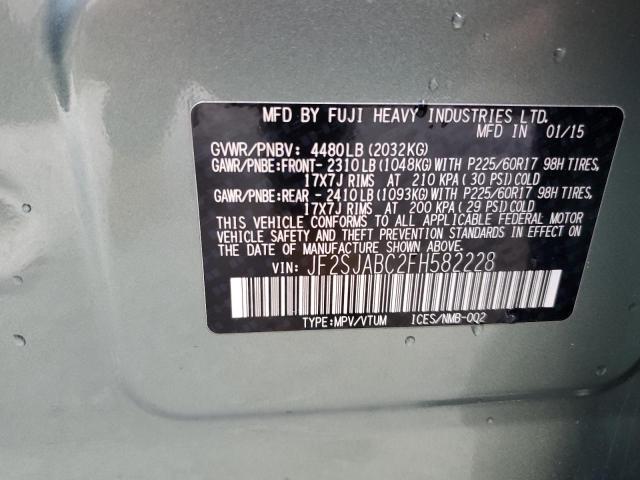 MFD BY FUJI HEAVY INDUSTRIES LTD.
MFD IN 01/15
GVWR/PNBV: 4480LB(2032KG)
GAWR/PNBE:FRONT-2310LB(1048KG)WITH P225/60R17 98H TIRES,
17X7J RIMS AT 210 KPA(30 PSI)COLD
GAWR/PNBE:REAR -2410LB(1093KG)WITH P225/60R17 98H TIRES,
17X7J RIMS AT 200 KPA(29 PSI)COLD
THIS VEHICLE CONFORMS TO ALL APPLICABLE FEDERAL MOTOR
VEHICLE SAFETY AND THEFT PREVENTION STANDARDS IN EFFECT ON
THE DATE OF MANUFACTURE SHOWN ABOVE.
VIN: JF2SJABC2FH582228
TYPE:MPV/VTUM ICES/NMB-002